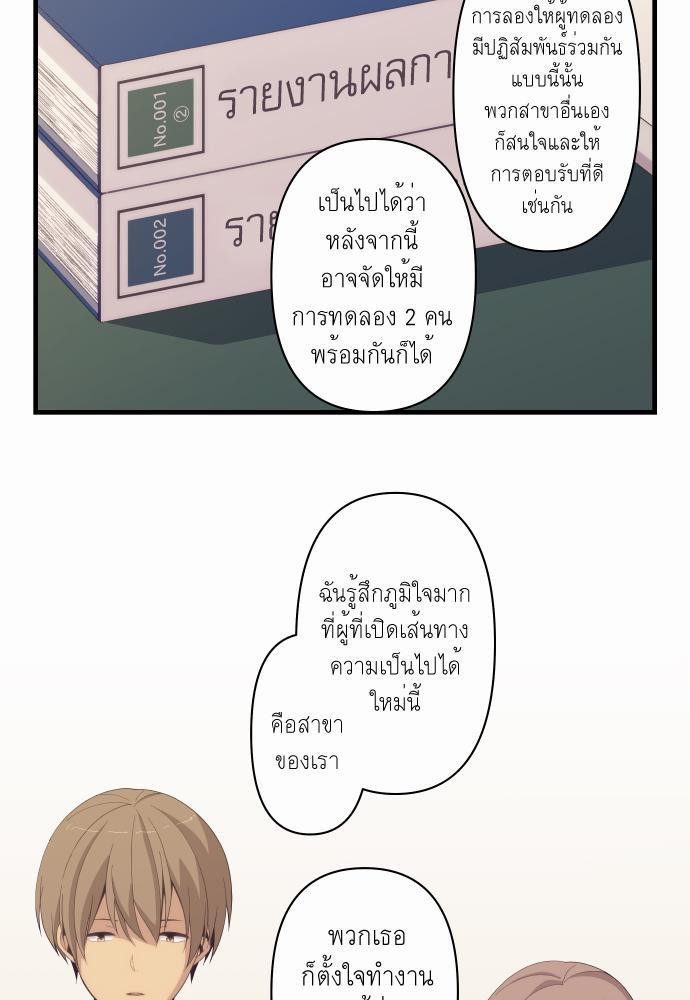 การลองให้ผู้ทดลอง
มีปฏิสัมพันธ์ร่วมกัน
แบบนี้นั้น
พวกสาขาอื่นเอง
ก็สนใจและให้
การตอบรับที่ดี
เช่นกัน
No.001
②
รายงานผลกา
No.002
ราย
เป็นไปได้ว่า
หลังจากนี้
อาจจัดให้มี
การทดลอง 2 คน
พร้อมกันก็ได้
ฉันรู้สึกภูมิใจมาก
ที่ผู้ที่เปิดเส้นทาง
ความเป็นไปได้
ใหม่นี้
คือสาขา
ของเรา
พวกเธอ
ก็ตั้งใจทำงาน